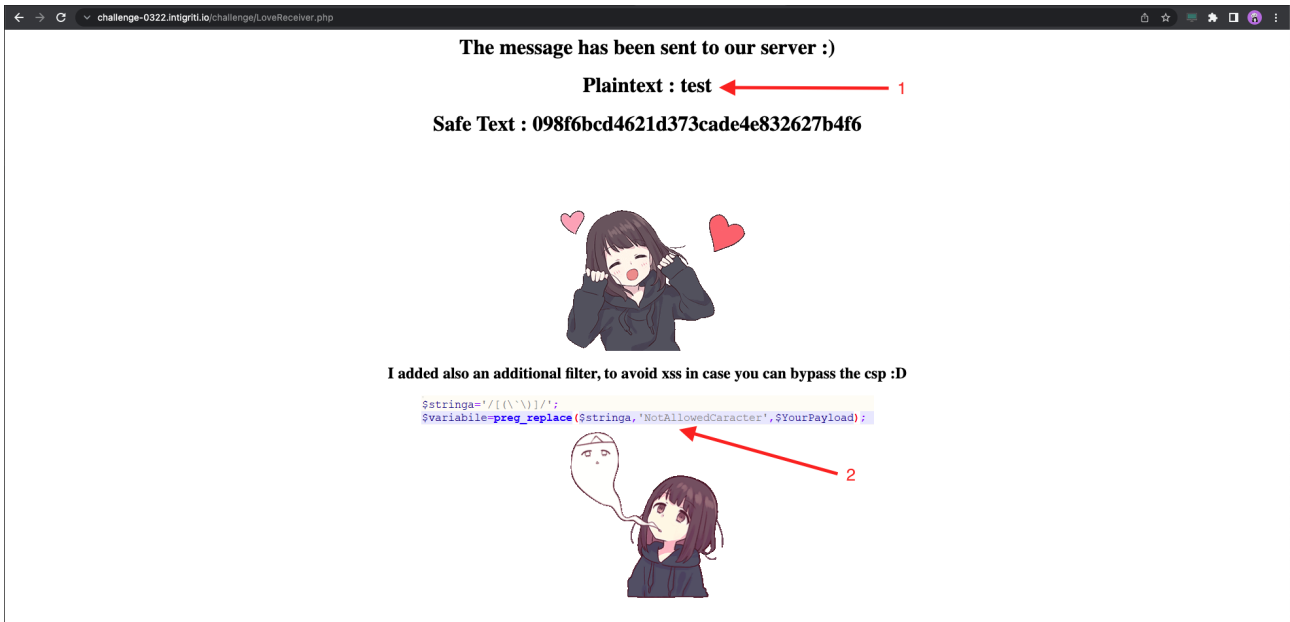 challenge-0322.intigriti.io/challenge/LoveReceiver.php
The message has been sent to our server :)
Plaintext : test
1
Safe Text : 098f6bcd4621d373cade4e832627b4f6
I added also an additional filter, to avoid xss in case you can bypass the csp :D
$stringa='/[(\`\)]/';
$variabile=preg_replace($stringa,'NotAllowedCaracter',$YourPayload);
2